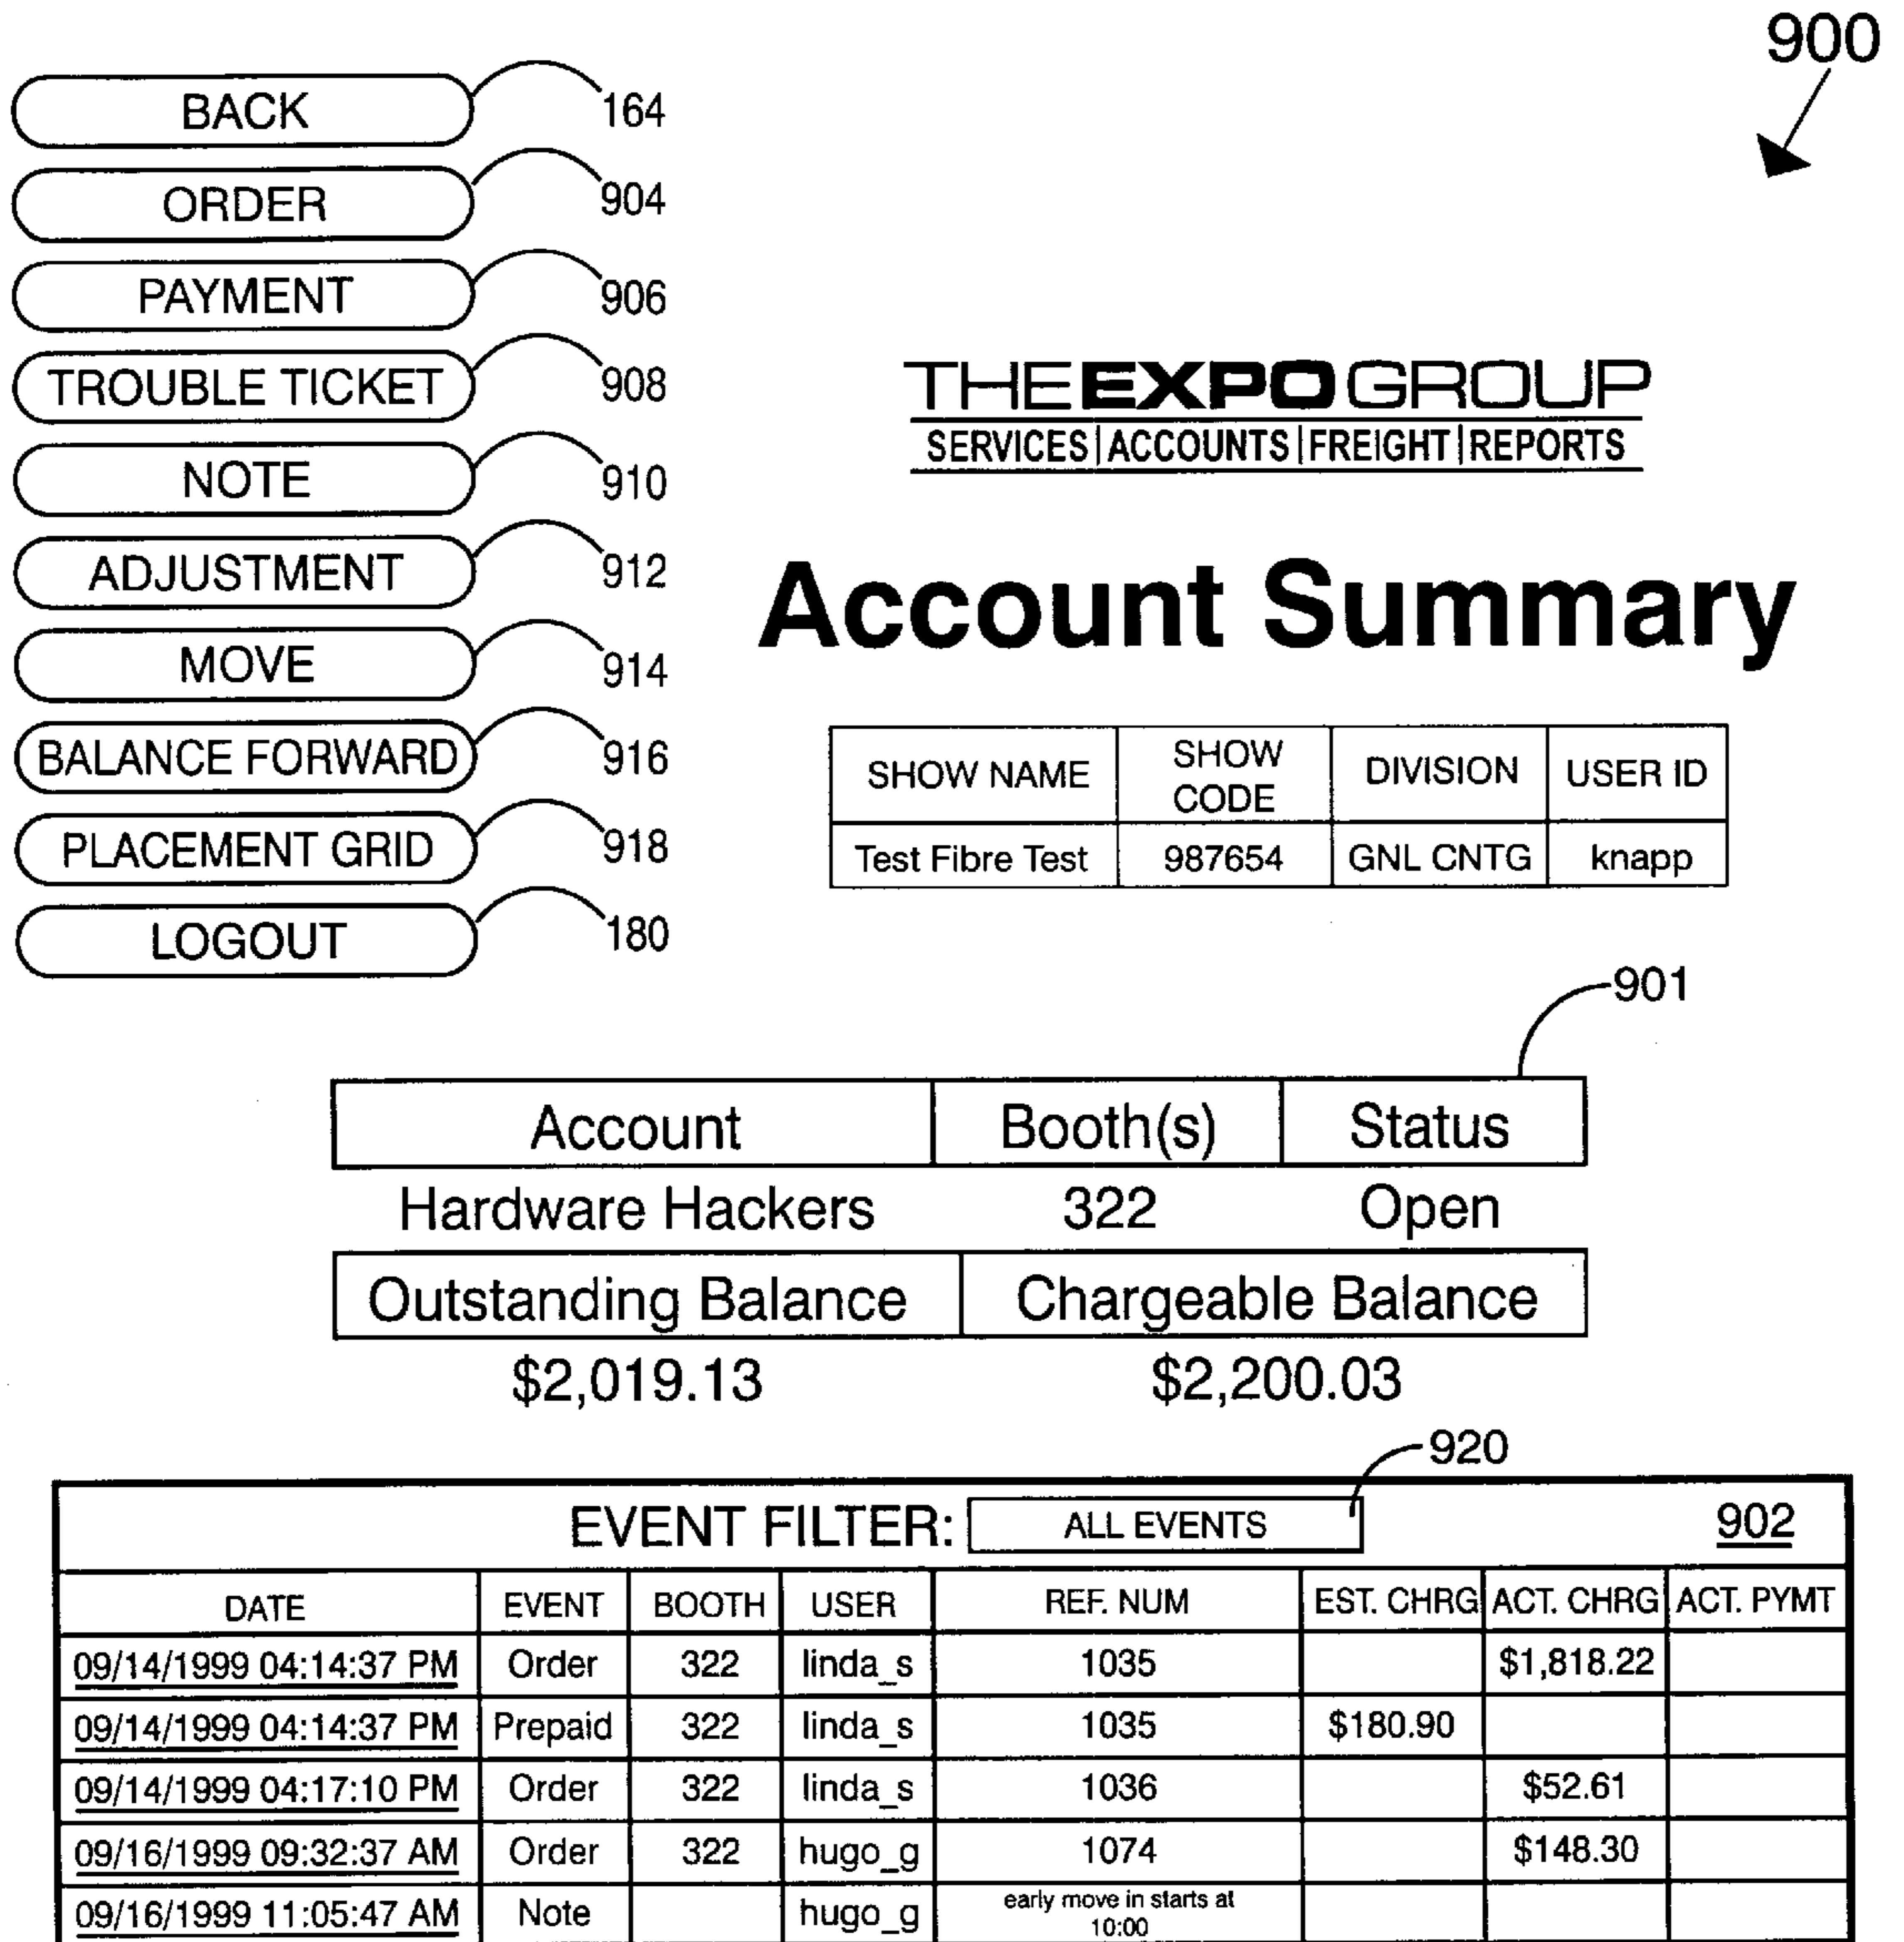 900
BACK 164
ORDER 904
PAYMENT 906
TROUBLE TICKET 908
NOTE 910
ADJUSTMENT 912
MOVE 914
BALANCE FORWARD 916
PLACEMENT GRID 918
LOGOUT 180
THE EXPO GROUP
SERVICES | ACCOUNTS | FREIGHT | REPORTS
Account Summary
SHOW NAME SHOW CODE DIVISION USER ID
Test Fibre Test 987654 GNL CNTG knapp
901
Account Booth(s) Status
Hardware Hackers 322 Open
Outstanding Balance Chargeable Balance
$2,019.13 $2,200.03
920
EVENT FILTER: ALL EVENTS 902
DATE EVENT BOOTH USER REF. NUM EST. CHRG ACT. CHRG ACT. PYMT
09/14/1999 04:14:37 PM Order 322 linda_s 1035 $1,818.22
09/14/1999 04:14:37 PM Prepaid 322 linda_s 1035 $180.90
09/14/1999 04:17:10 PM Order 322 linda_s 1036 $52.61
09/16/1999 09:32:37 AM Order 322 hugo_g 1074 $148.30
09/16/1999 11:05:47 AM Note hugo_g early move in starts at 10:00